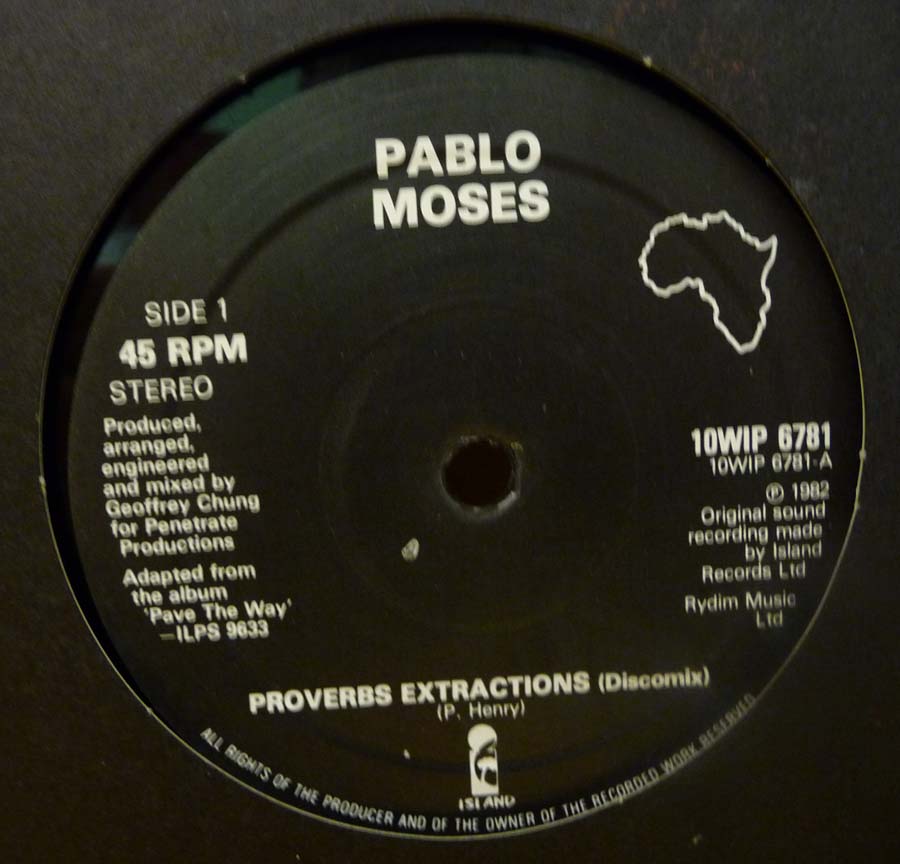 PABLO
MOSES
SIDE 1
45 RPM
STEREO
Produced,
arranged,
engineered
and mixed by
Geoffrey Chung
for Penetrate
Productions
Adapted from
the album
'Pave The Way'
—ILPS 9633
10WIP 6781
10WIP 6781-A
℗ 1982
Original sound
recording made
by Island
Records Ltd
Rydim Music
Ltd
PROVERBS EXTRACTIONS (Discomix)
(P. Henry)
ISLAND
ALL RIGHTS OF THE PRODUCER AND OF THE OWNER OF THE RECORDED WORK RESERVED